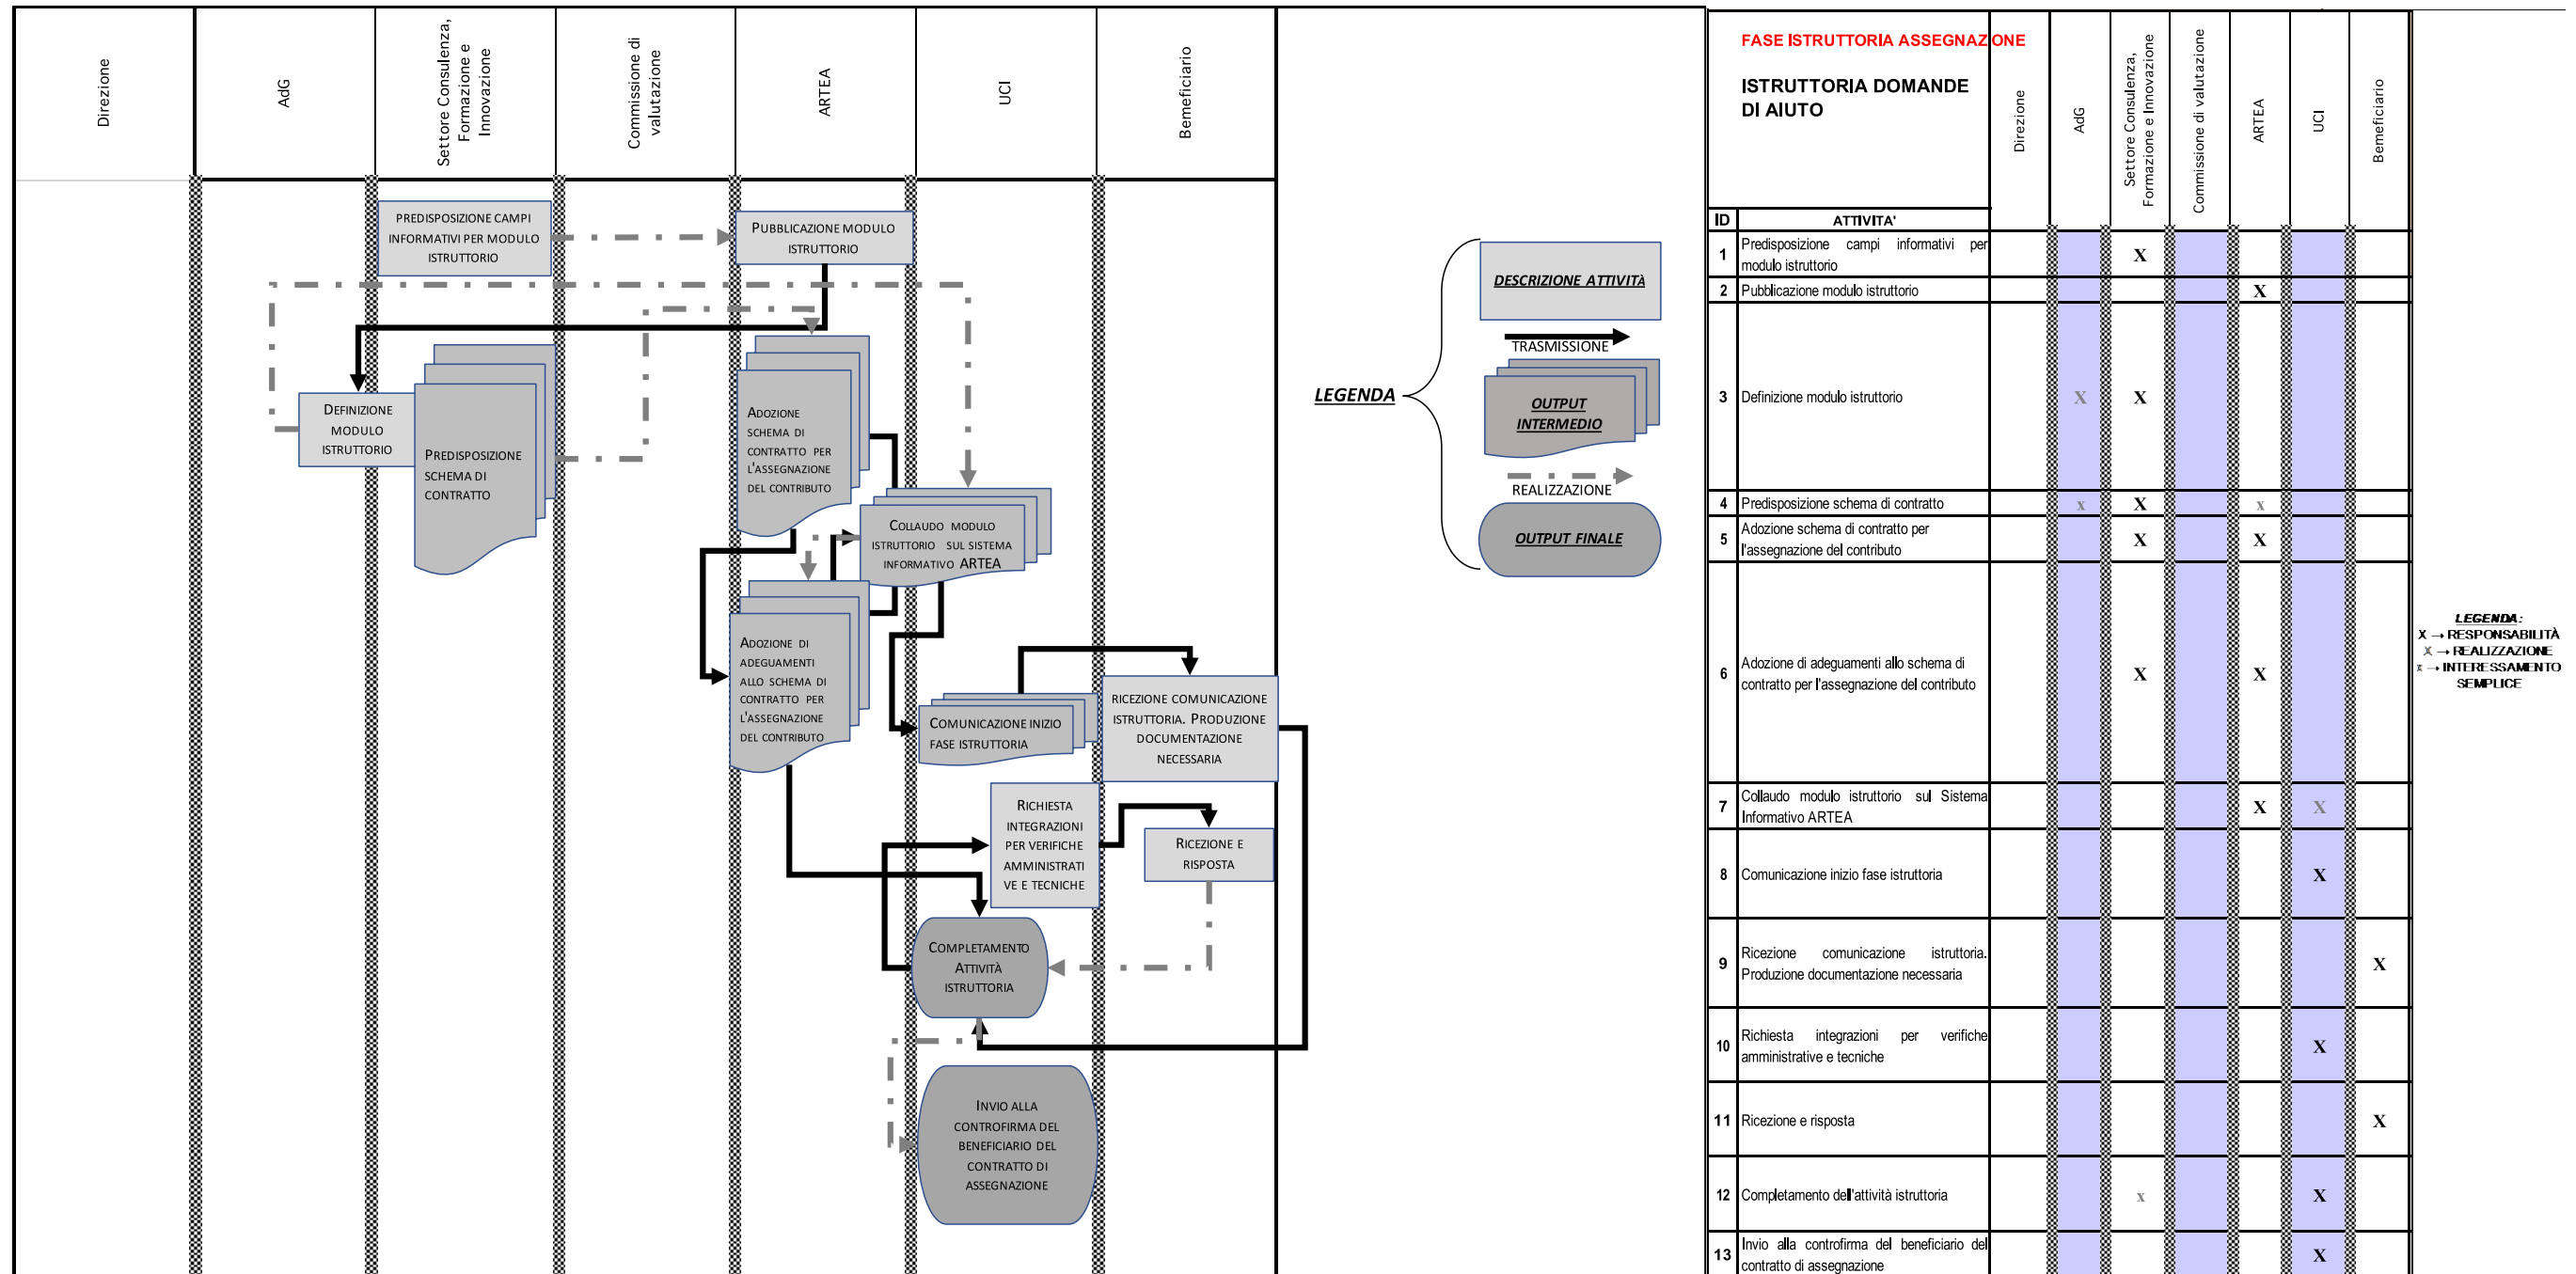 Direzione
AdG
Settore Consulenza,
Formazione e
Innovazione
Commissione di
valutazione
ARTEA
UCI
Bemeficiario
PREDISPOSIZIONE CAMPI
INFORMATIVI PER MODULO
ISTRUTTORIO
PUBBLICAZIONE MODULO
ISTRUTTORIO
DEFINIZIONE
MODULO
ISTRUTTORIO
PREDISPOSIZIONE
SCHEMA DI
CONTRATTO
ADOZIONE
SCHEMA DI
CONTRATTO PER
L'ASSEGNAZIONE
DEL CONTRIBUTO
COLLAUDO MODULO
ISTRUTTORIO SUL SISTEMA
INFORMATIVO ARTEA
ADOZIONE DI
ADEGUAMENTI
ALLO SCHEMA DI
CONTRATTO PER
L'ASSEGNAZIONE
DEL CONTRIBUTO
COMUNICAZIONE INIZIO
FASE ISTRUTTORIA
RICEZIONE COMUNICAZIONE
ISTRUTTORIA. PRODUZIONE
DOCUMENTAZIONE
NECESSARIA
RICHIESTA
INTEGRAZIONI
PER VERIFICHE
AMMINISTRATI
VE E TECNICHE
RICEZIONE E
RISPOSTA
COMPLETAMENTO
ATTIVITÀ
ISTRUTTORIA
INVIO ALLA
CONTROFIRMA DEL
BENEFICIARIO DEL
CONTRATTO DI
ASSEGNAZIONE
LEGENDA
DESCRIZIONE ATTIVITÀ
TRASMISSIONE
OUTPUT
INTERMEDIO
REALIZZAZIONE
OUTPUT FINALE
FASE ISTRUTTORIA ASSEGNAZIONE
ISTRUTTORIA DOMANDE
DI AIUTO
Direzione
AdG
Settore Consulenza,
Formazione e Innovazione
Commissione di valutazione
ARTEA
UCI
Bemeficiario
ID ATTIVITA'
1 Predisposizione campi informativi per
modulo istruttorio X
2 Pubblicazione modulo istruttorio X
3 Definizione modulo istruttorio X X
4 Predisposizione schema di contratto x X x
5 Adozione schema di contratto per
l'assegnazione del contributo X X
6 Adozione di adeguamenti allo schema di
contratto per l'assegnazione del contributo X X
7 Collaudo modulo istruttorio sul Sistema
Informativo ARTEA X X
8 Comunicazione inizio fase istruttoria X
9 Ricezione comunicazione istruttoria.
Produzione documentazione necessaria X
10 Richiesta integrazioni per verifiche
amministrative e tecniche X
11 Ricezione e risposta X
12 Completamento dell'attività istruttoria x X
13 Invio alla controfirma del beneficiario del
contratto di assegnazione X
LEGENDA:
X → RESPONSABILITÀ
X → REALIZZAZIONE
x → INTERESSAMENTO
SEMPLICE